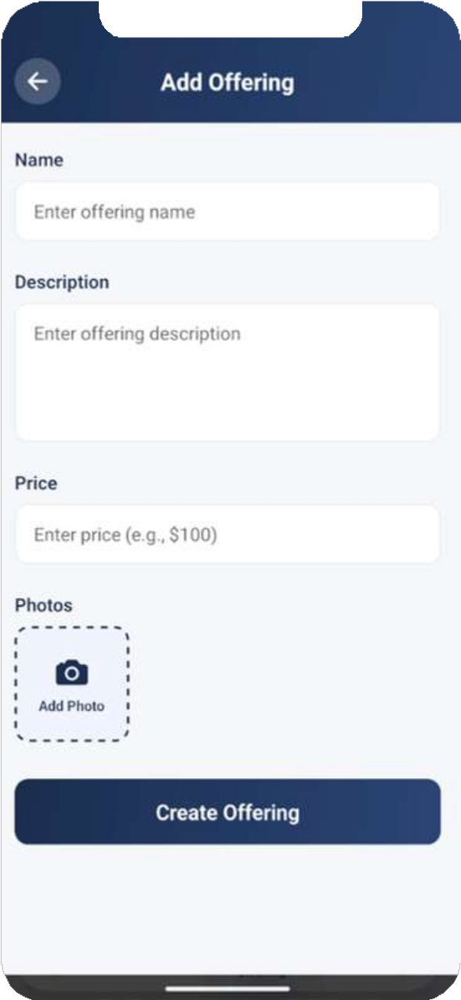 Add Offering
Name
Enter offering name
Description
Enter offering description
Price
Enter price (e.g., $100)
Photos
Add Photo
Create Offering